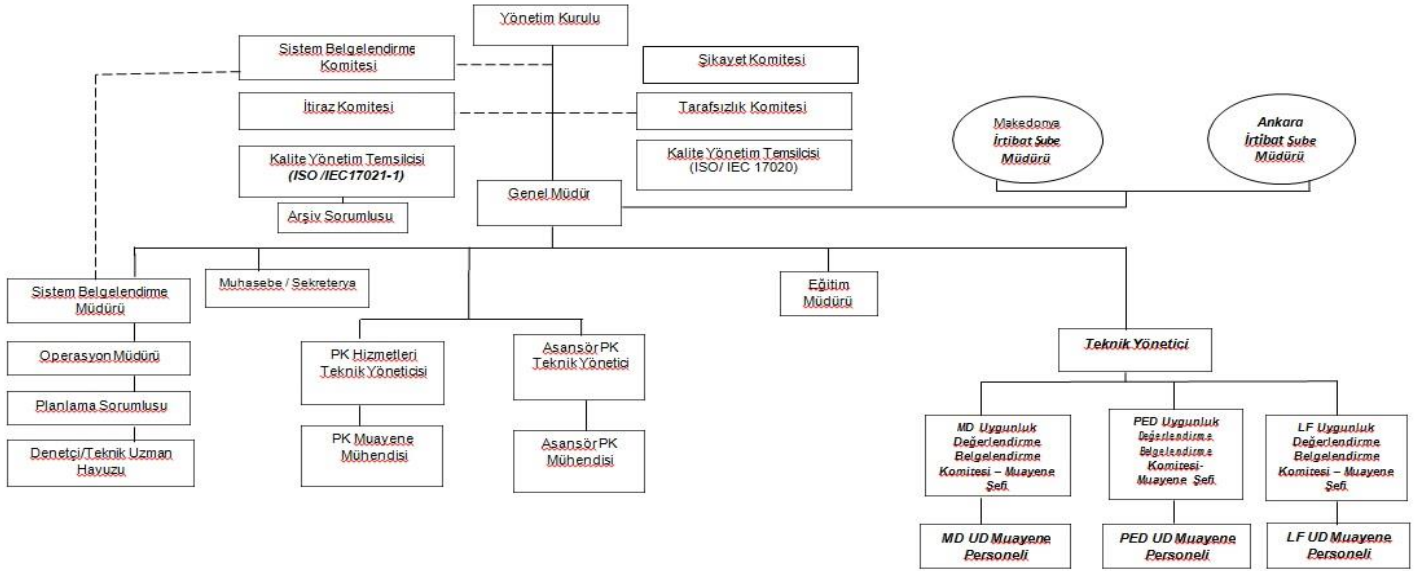 Yönetim Kurulu
Sistem Belgelendirme
Komitesi
Şikayet Komitesi
İtiraz Komitesi
Tarafsızlık Komitesi
Makedonya
İrtibat Şube
Müdürü
Ankara
İrtibat Şube
Müdürü
Kalite Yönetim Temsilcisi
(ISO /IEC17021-1)
Kalite Yönetim Temsilcisi
(ISO/ IEC 17020)
Genel Müdür
Arşiv Sorumlusu
Sistem Belgelendirme
Müdürü
Muhasebe / Sekreterya
Eğitim
Müdürü
Operasyon Müdürü
PK Hizmetleri
Teknik Yöneticisi
Asansör PK
Teknik Yönetici
Teknik Yönetici
Planlama Sorumlusu
Denetçi/Teknik Uzman
Havuzu
PK Muayene
Mühendisi
Asansör PK
Mühendisi
MD Uygunluk
Değerlendirme
Belgelendirme
Komitesi – Muayene
Şefi
PED Uygunluk
Değerlendirme
Belgelendirme
Komitesi-
Muayene Şefi
LF Uygunluk
Değerlendirme
Belgelendirme
Komitesi – Muayene
Şefi
MD UD Muayene
Personeli
PED UD Muayene
Personeli
LF UD Muayene
Personeli